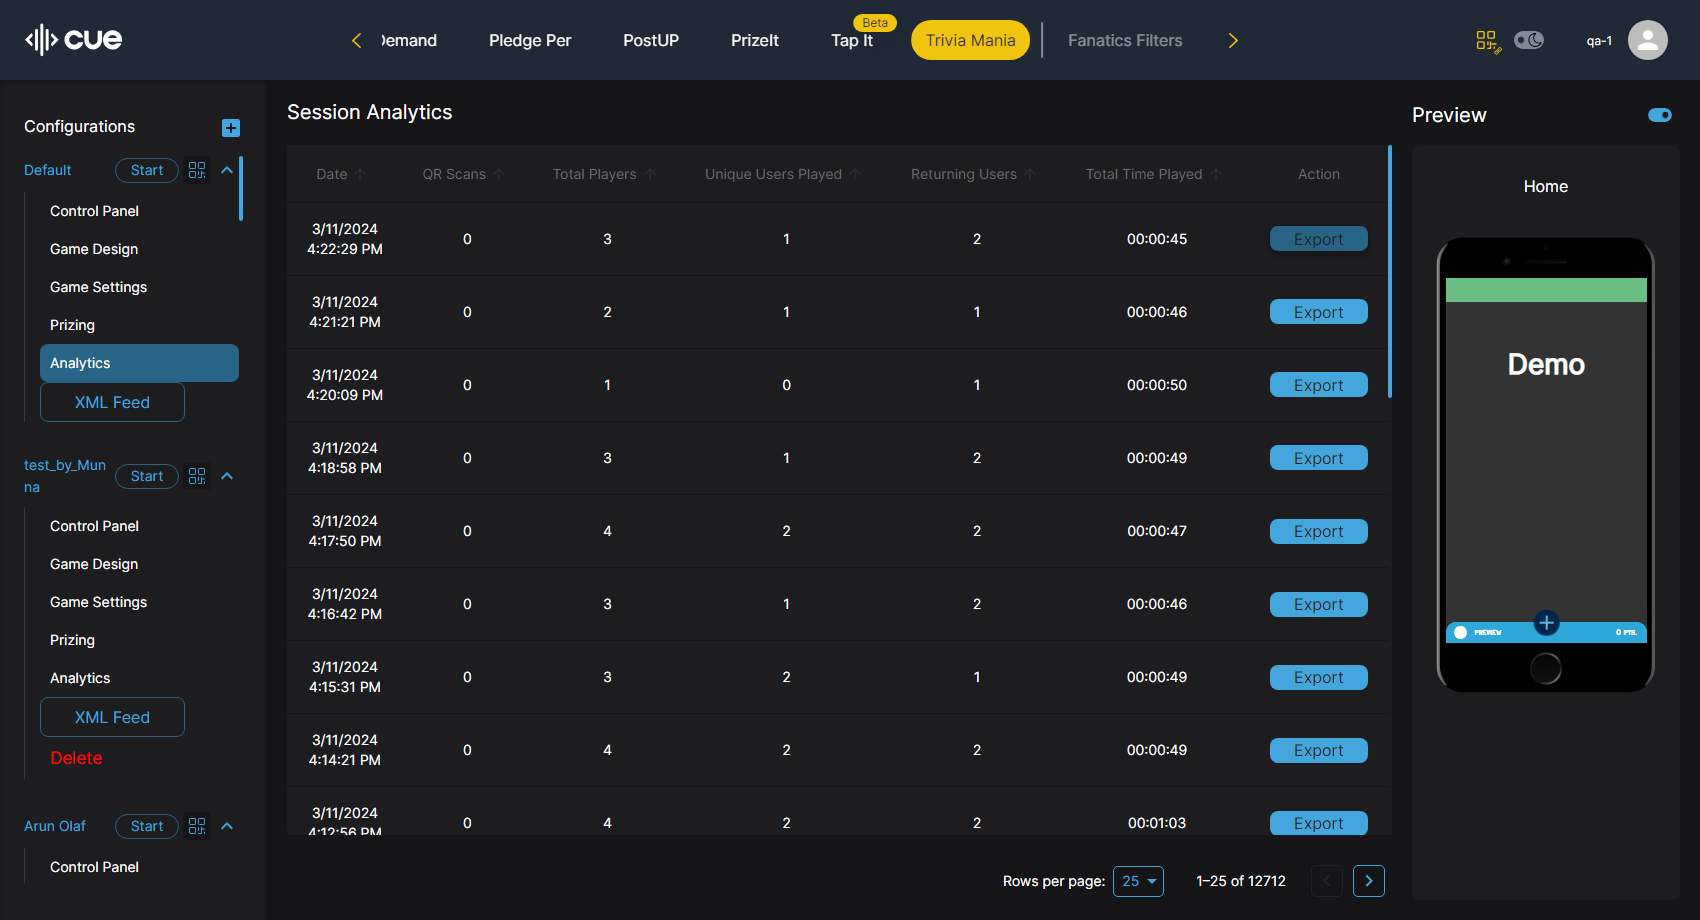 cue
Demand
Pledge Per
PostUP
PrizeIt
Tap It
Beta
Trivia Mania
Fanatics Filters
qa-1
Configurations
Default
Start
Control Panel
Game Design
Game Settings
Prizing
Analytics
XML Feed
test_by_Mun
na
Start
Control Panel
Game Design
Game Settings
Prizing
Analytics
XML Feed
Delete
Arun Olaf
Start
Control Panel
Session Analytics
Date QR Scans Total Players Unique Users Played Returning Users Total Time Played Action
3/11/2024
4:22:29 PM 0 3 1 2 00:00:45 Export
3/11/2024
4:21:21 PM 0 2 1 1 00:00:46 Export
3/11/2024
4:20:09 PM 0 1 0 1 00:00:50 Export
3/11/2024
4:18:58 PM 0 3 1 2 00:00:49 Export
3/11/2024
4:17:50 PM 0 4 2 2 00:00:47 Export
3/11/2024
4:16:42 PM 0 3 1 2 00:00:46 Export
3/11/2024
4:15:31 PM 0 3 2 1 00:00:49 Export
3/11/2024
4:14:21 PM 0 4 2 2 00:00:49 Export
3/11/2024
4:12:56 PM 0 4 2 2 00:01:03 Export
Rows per page: 25 1–25 of 12712
Preview
Home
Demo
PREVIEW
0 PTS.